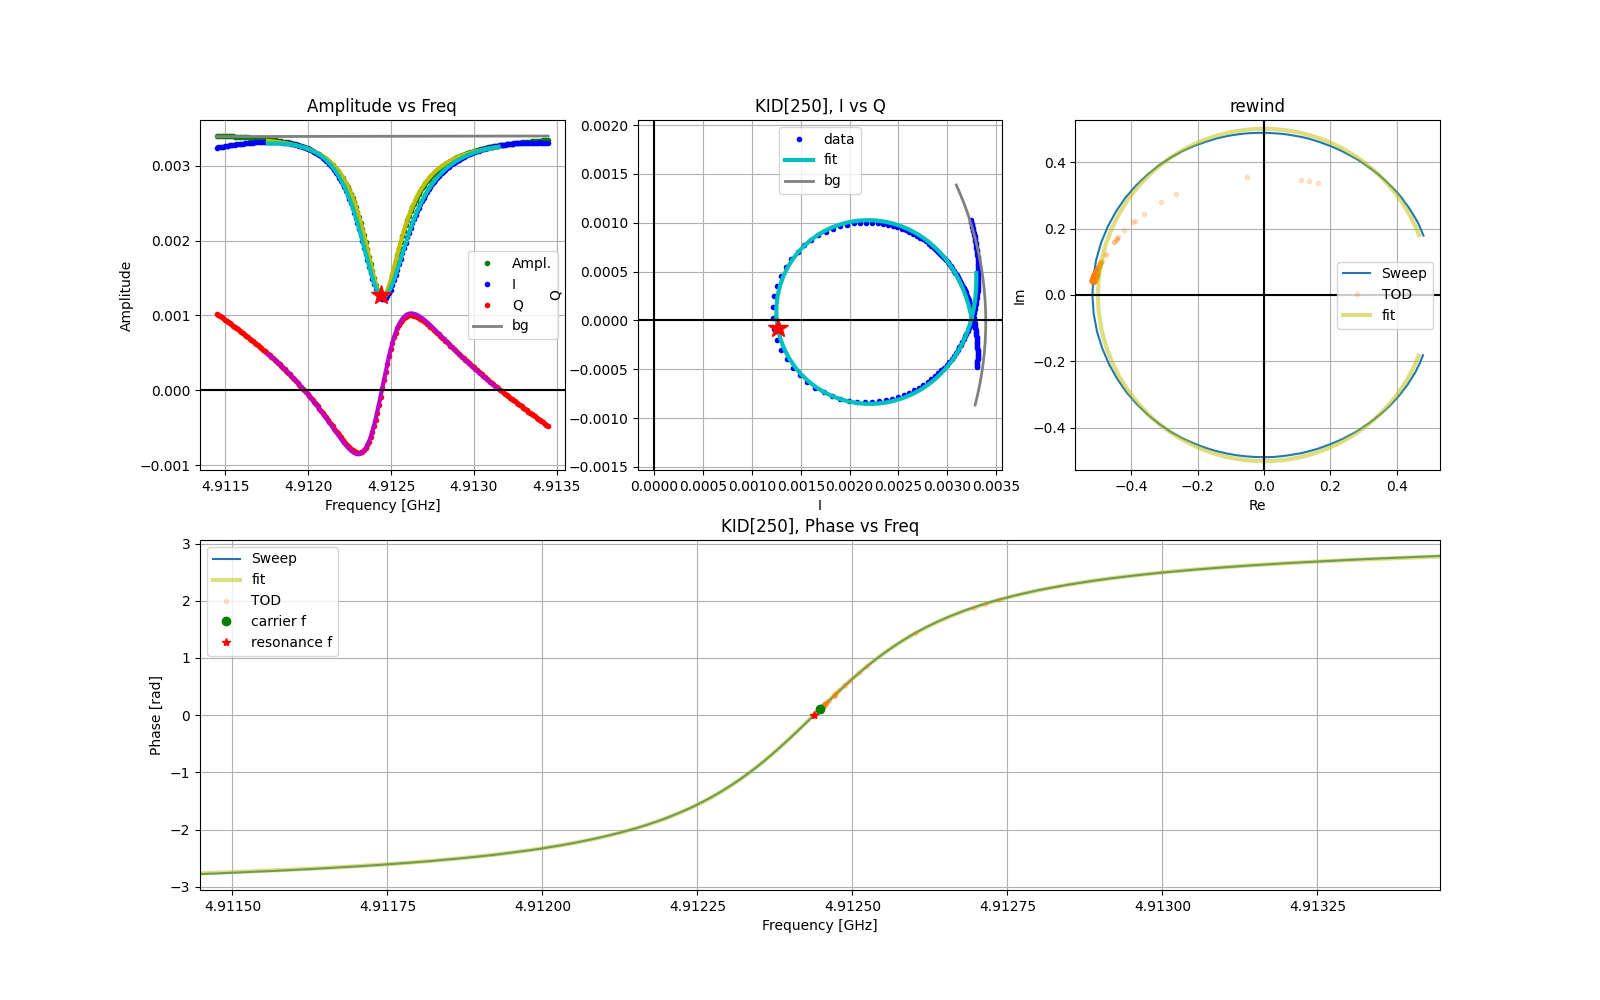 Amplitude vs Freq
0.003
0.002
0.001
0.000
−0.001
Amplitude
Ampl.
I
Q
bg
4.9115
4.9120
4.9125
4.9130
4.9135
Frequency [GHz]
KID[250], I vs Q
0.0020
0.0015
0.0010
0.0005
0.0000
−0.0005
−0.0010
−0.0015
Q
data
fit
bg
0.0000
0.0005
0.0010
0.0015
0.0020
0.0025
0.0030
0.0035
I
rewind
0.4
0.2
0.0
−0.2
−0.4
Im
Sweep
TOD
fit
−0.4
−0.2
0.0
0.2
0.4
Re
KID[250], Phase vs Freq
3
2
1
0
−1
−2
−3
Phase [rad]
Sweep
fit
TOD
carrier f
resonance f
4.91150
4.91175
4.91200
4.91225
4.91250
4.91275
4.91300
4.91325
Frequency [GHz]